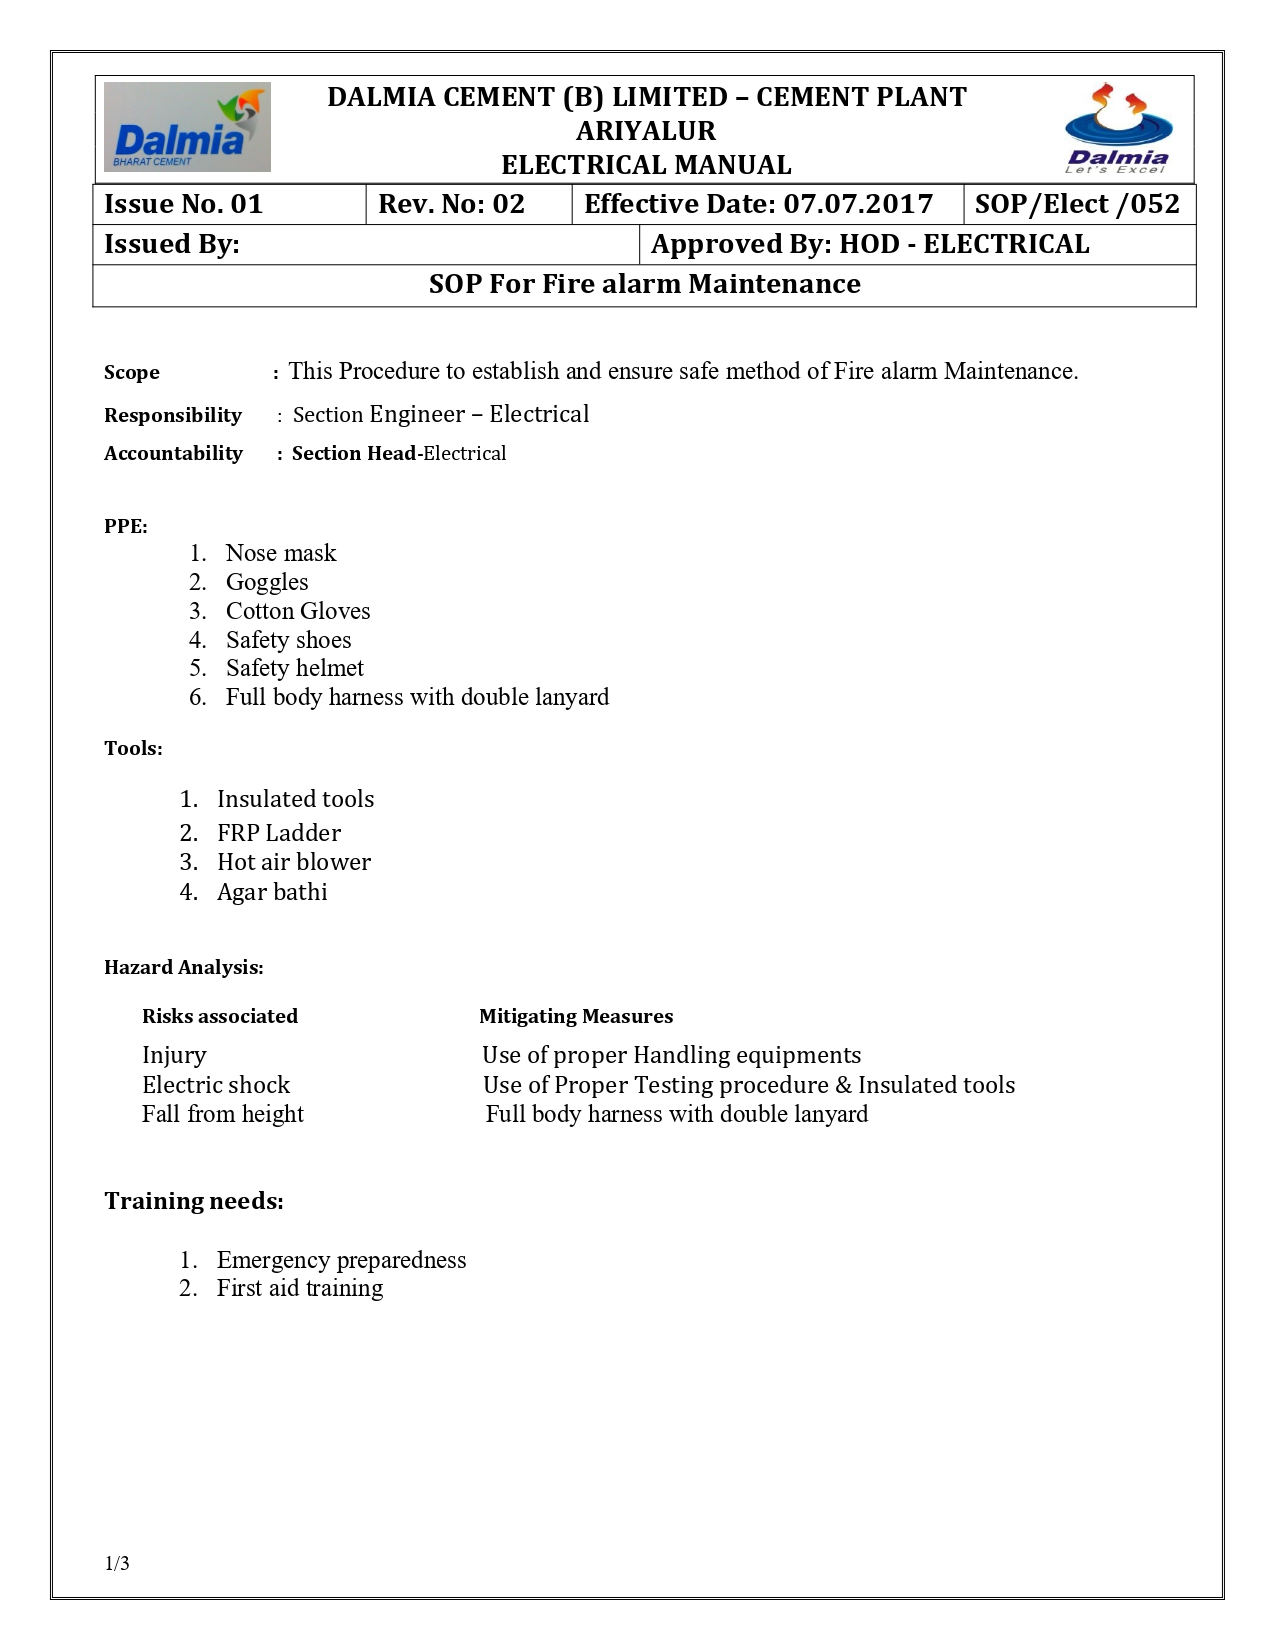 DALMIA CEMENT (B) LIMITED – CEMENT PLANT
ARIYALUR
ELECTRICAL MANUAL
Dalmia
BHARAT CEMENT
Dalmia
Let's Excel
Issue No. 01 Rev. No: 02 Effective Date: 07.07.2017 SOP/Elect /052
Issued By: Approved By: HOD - ELECTRICAL
SOP For Fire alarm Maintenance
Scope : This Procedure to establish and ensure safe method of Fire alarm Maintenance.
Responsibility : Section Engineer – Electrical
Accountability : Section Head-Electrical
PPE:
1. Nose mask
2. Goggles
3. Cotton Gloves
4. Safety shoes
5. Safety helmet
6. Full body harness with double lanyard
Tools:
1. Insulated tools
2. FRP Ladder
3. Hot air blower
4. Agar bathi
Hazard Analysis:
Risks associated Mitigating Measures
Injury Use of proper Handling equipments
Electric shock Use of Proper Testing procedure & Insulated tools
Fall from height Full body harness with double lanyard
Training needs:
1. Emergency preparedness
2. First aid training
1/3